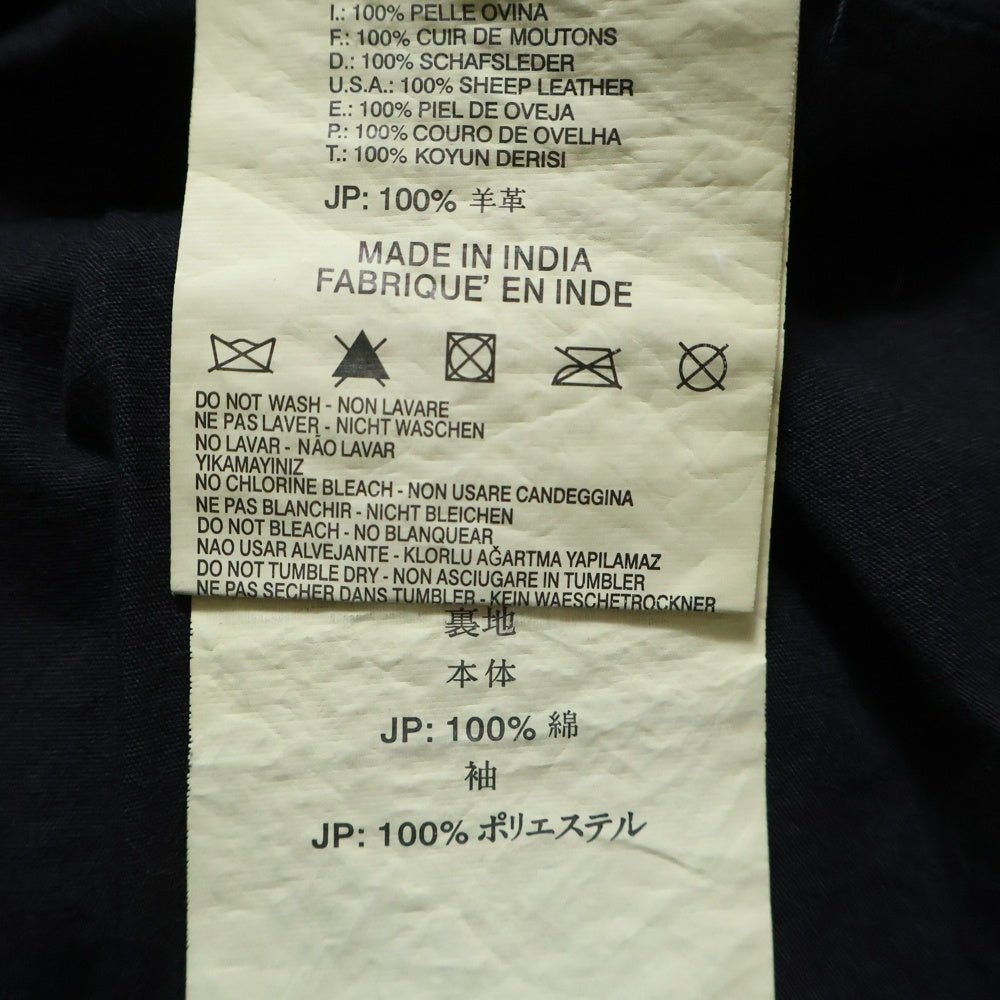 I.: 100% PELLE OVINA
F.: 100% CUIR DE MOUTONS
D.: 100% SCHAFSLEDER
U.S.A.: 100% SHEEP LEATHER
E.: 100% PIEL DE OVEJA
P.: 100% COURO DE OVELHA
T.: 100% KOYUN DERISI
JP: 100% 羊革
MADE IN INDIA
FABRIQUE’ EN INDE
DO NOT WASH - NON LAVARE
NE PAS LAVER - NICHT WASCHEN
NO LAVAR - NÃO LAVAR
YIKAMAYINIZ
NO CHLORINE BLEACH - NON USARE CANDEGGINA
NE PAS BLANCHIR - NICHT BLEICHEN
DO NOT BLEACH - NO BLANQUEAR
NAO USAR ALVEJANTE - KLORLU AĞARTMA YAPILAMAZ
DO NOT TUMBLE DRY - NON ASCIUGARE IN TUMBLER
NE PAS SECHER DANS TUMBLER - KEIN WAESCHETROCKNER
裏地
本体
JP: 100% 綿
袖
JP: 100% ポリエステル